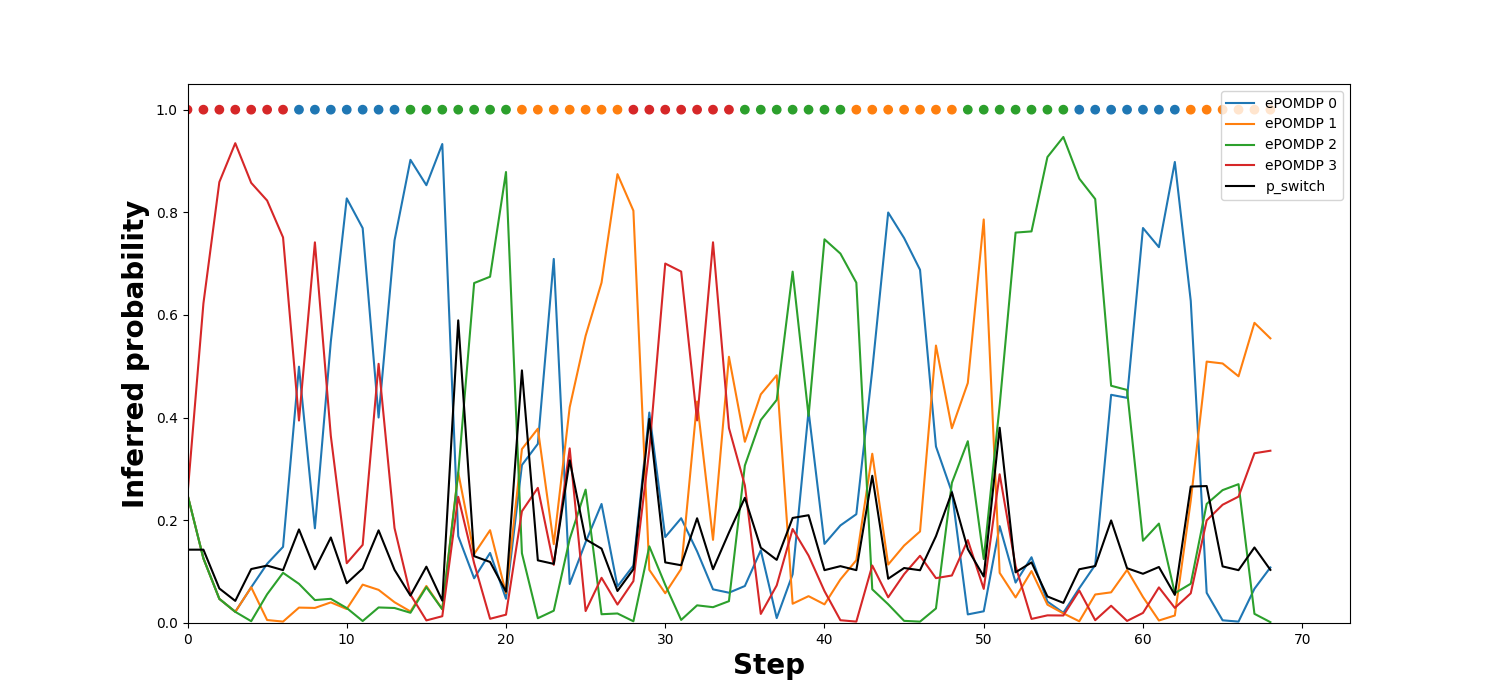 1.0
0.8
0.6
0.4
0.2
0.0
Inferred probability
0 10 20 30 40 50 60 70
Step
ePOMDP 0
ePOMDP 1
ePOMDP 2
ePOMDP 3
p_switch